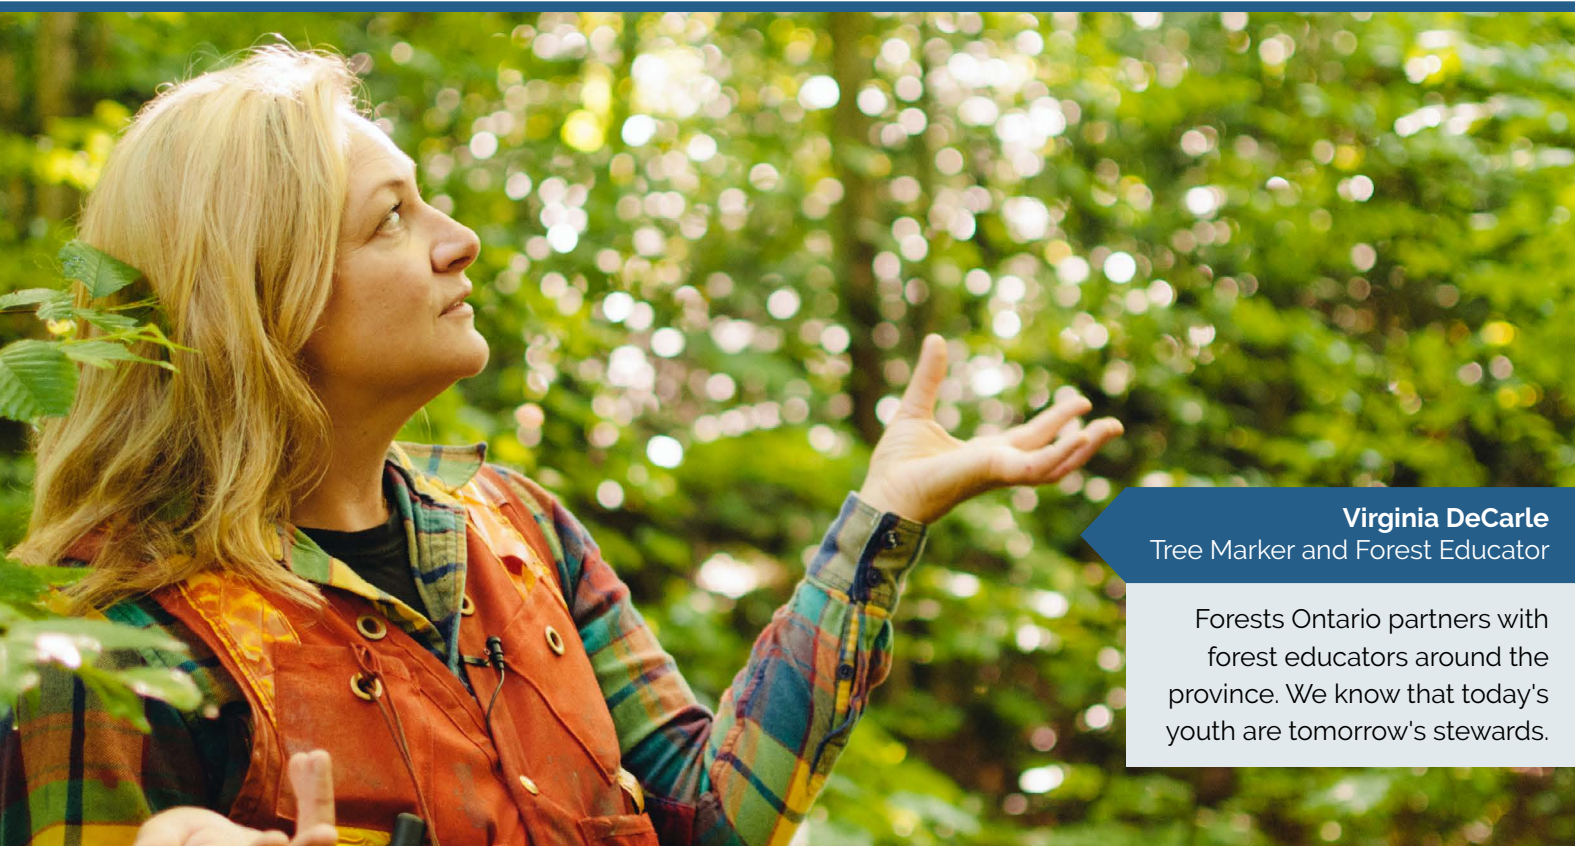 Virginia DeCarle
Tree Marker and Forest Educator
Forests Ontario partners with
forest educators around the
province. We know that today's
youth are tomorrow's stewards.